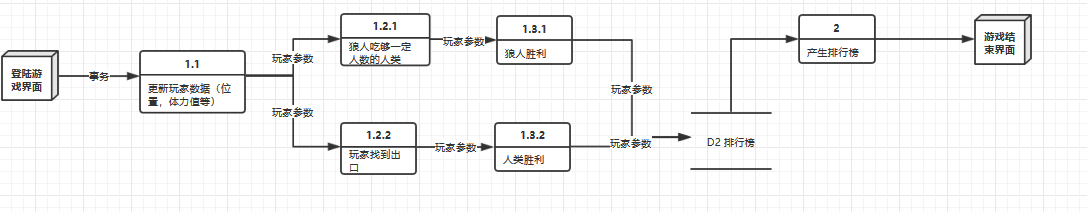 登陆游
戏界面
事务
1.1
更新玩家数据（位
置，体力值等）
玩家参数
玩家参数
1.2.1
狼人吃够一定
人数的人类
玩家参数
1.3.1
狼人胜利
1.2.2
玩家找到出
口
玩家参数
1.3.2
人类胜利
玩家参数
玩家参数
D2 排行榜
2
产生排行榜
游戏结
束界面